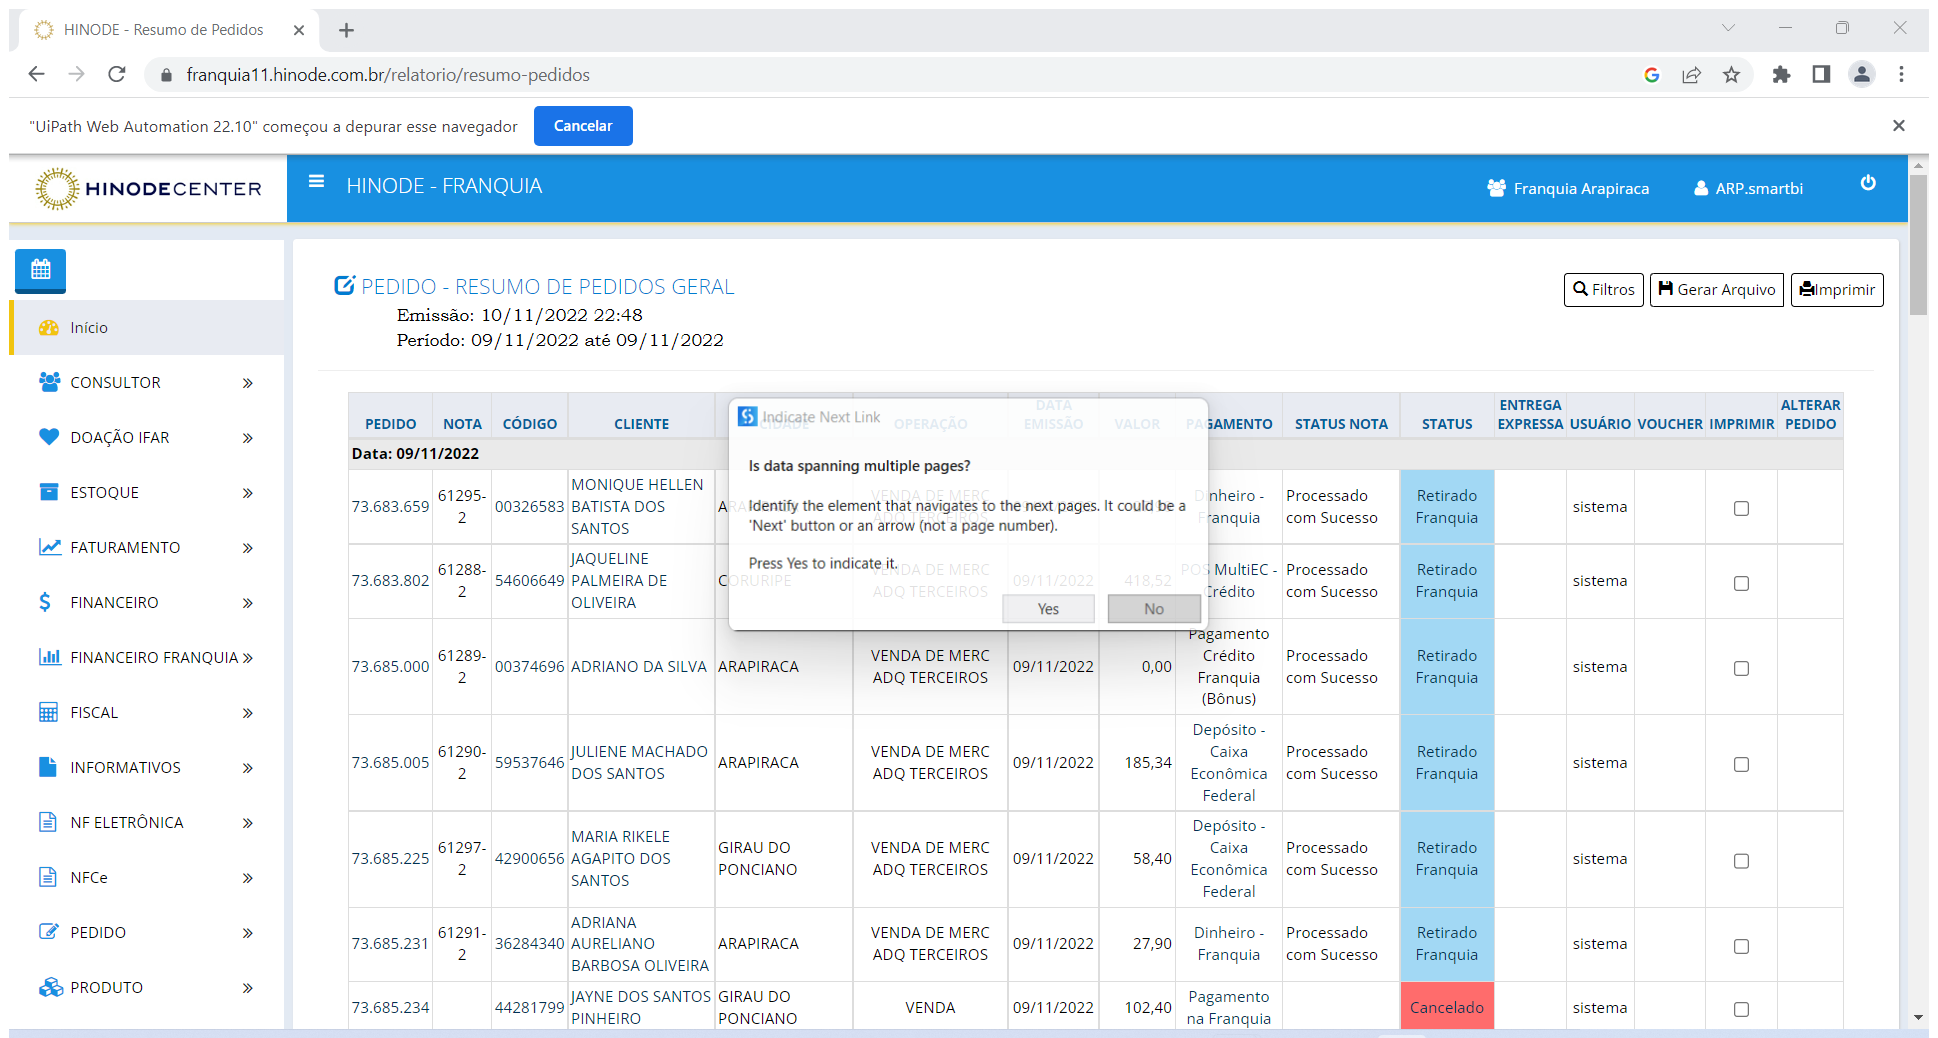 HINODE - Resumo de Pedidos
franquia11.hinode.com.br/relatorio/resumo-pedidos
"UiPath Web Automation 22.10" começou a depurar esse navegador
Cancelar
HINODECENTER
HINODE - FRANQUIA
Franquia Arapiraca
ARP.smartbi
Início
CONSULTOR
DOAÇÃO IFAR
ESTOQUE
FATURAMENTO
FINANCEIRO
FINANCEIRO FRANQUIA
FISCAL
INFORMATIVOS
NF ELETRÔNICA
NFCe
PEDIDO
PRODUTO
PEDIDO - RESUMO DE PEDIDOS GERAL
Emissão: 10/11/2022 22:48
Período: 09/11/2022 até 09/11/2022
Filtros
Gerar Arquivo
Imprimir
PEDIDO NOTA CÓDIGO CLIENTE CIDADE OPERAÇÃO DATA EMISSÃO VALOR PAGAMENTO STATUS NOTA STATUS ENTREGA EXPRESSA USUÁRIO VOUCHER IMPRIMIR ALTERAR PEDIDO
Data: 09/11/2022
73.683.659 61295-2 00326583 MONIQUE HELLEN BATISTA DOS SANTOS VENDA DE MERC ADQ TERCEIROS Dinheiro - Franquia Processado com Sucesso Retirado Franquia sistema
73.683.802 61288-2 54606649 JAQUELINE PALMEIRA DE OLIVEIRA CORURIPE VENDA DE MERC ADQ TERCEIROS 09/11/2022 418,52 POS MultiEC - Crédito Processado com Sucesso Retirado Franquia sistema
73.685.000 61289-2 00374696 ADRIANO DA SILVA ARAPIRACA VENDA DE MERC ADQ TERCEIROS 09/11/2022 0,00 Pagamento Crédito Franquia (Bônus) Processado com Sucesso Retirado Franquia sistema
73.685.005 61290-2 59537646 JULIENE MACHADO DOS SANTOS ARAPIRACA VENDA DE MERC ADQ TERCEIROS 09/11/2022 185,34 Depósito - Caixa Econômica Federal Processado com Sucesso Retirado Franquia sistema
73.685.225 61297-2 42900656 MARIA RIKELE AGAPITO DOS SANTOS GIRAU DO PONCIANO VENDA DE MERC ADQ TERCEIROS 09/11/2022 58,40 Depósito - Caixa Econômica Federal Processado com Sucesso Retirado Franquia sistema
73.685.231 61291-2 36284340 ADRIANA AURELIANO BARBOSA OLIVEIRA ARAPIRACA VENDA DE MERC ADQ TERCEIROS 09/11/2022 27,90 Dinheiro - Franquia Processado com Sucesso Retirado Franquia sistema
73.685.234 44281799 JAYNE DOS SANTOS PINHEIRO GIRAU DO PONCIANO VENDA 09/11/2022 102,40 Pagamento na Franquia Cancelado sistema
Indicate Next Link
Is data spanning multiple pages?
Identify the element that navigates to the next pages. It could be a
'Next' button or an arrow (not a page number).
Press Yes to indicate it.
Yes
No